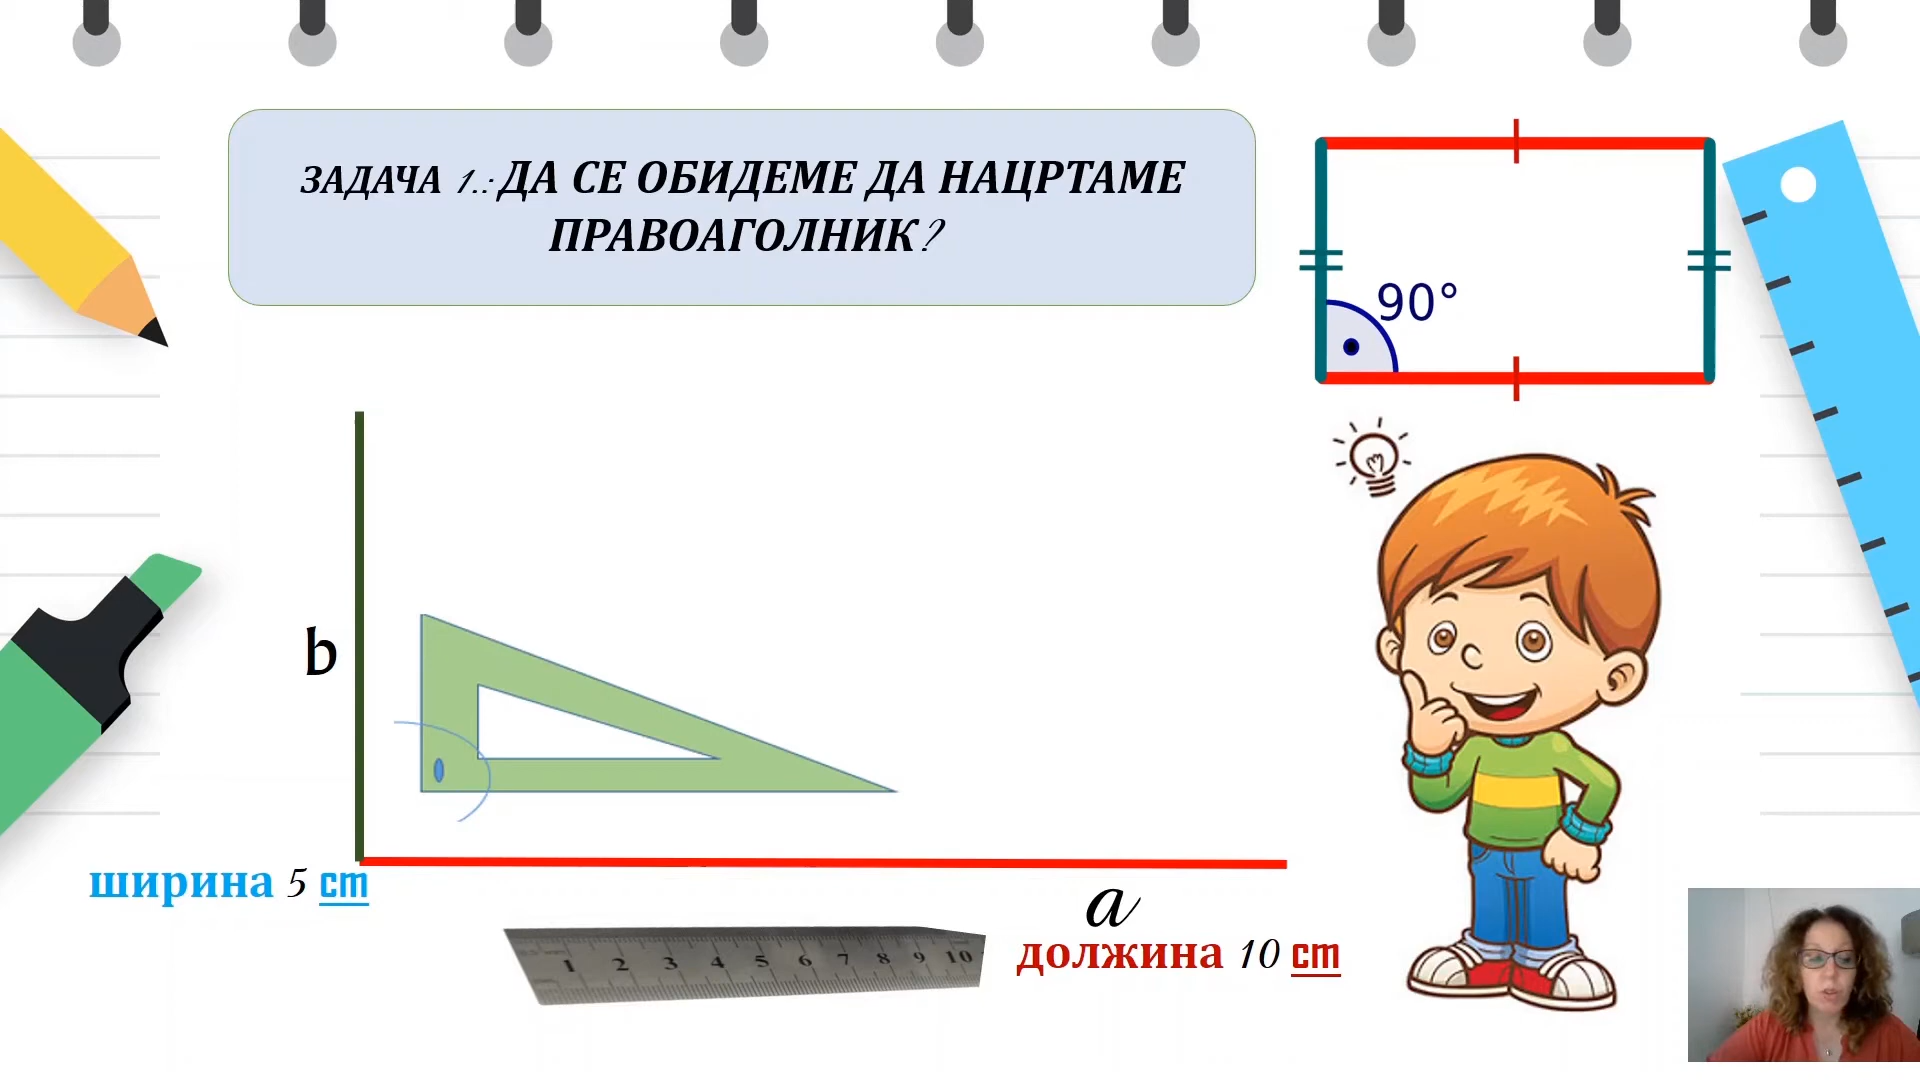 ЗАДАЧА 1.: ДА СЕ ОБИДЕМЕ ДА НАЦРТАМЕ
ПРАВОАГОЛНИК?
90°
b
ширина 5 cm
a
1 2 3 4 5 6 7 8 9 10
должина 10 cm